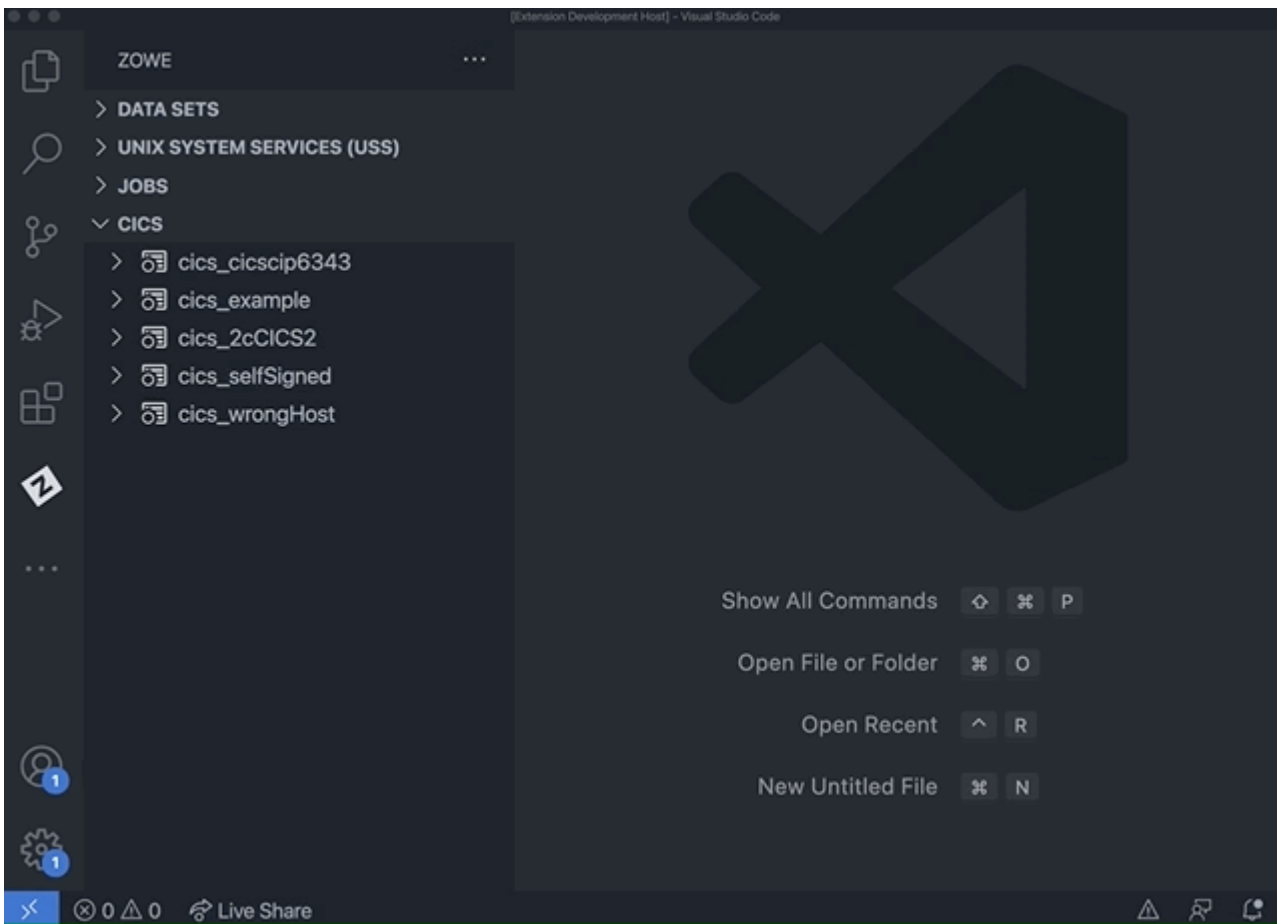 [Extension Development Host] - Visual Studio Code
ZOWE
DATA SETS
UNIX SYSTEM SERVICES (USS)
JOBS
CICS
cics_cicscip6343
cics_example
cics_2cCICS2
cics_selfSigned
cics_wrongHost
Show All Commands ⇧ ⌘ P
Open File or Folder ⌘ O
Open Recent ^ R
New Untitled File ⌘ N
1
1
0 0 Live Share